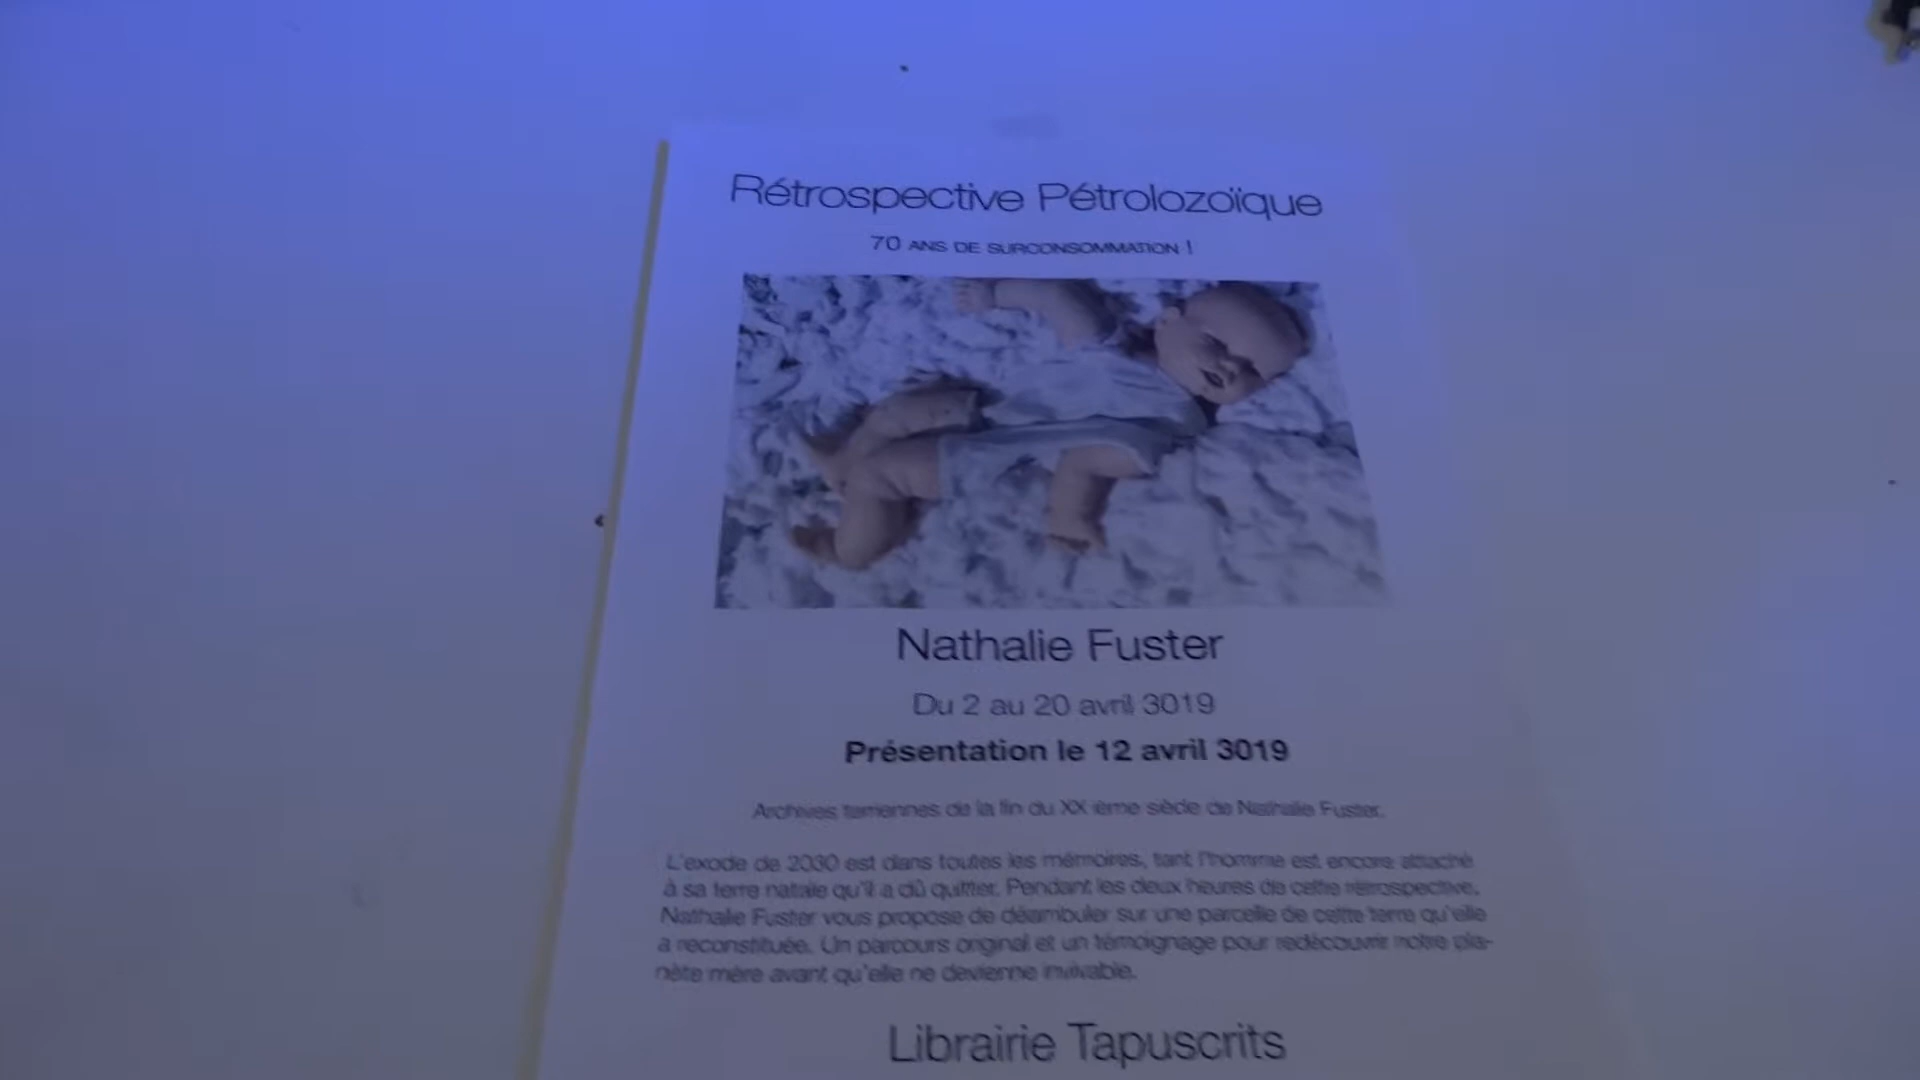 Rétrospective Pétrolozoïque
70 ANS DE SURCONSOMMATION !
Nathalie Fuster
Du 2 au 20 avril 3019
Présentation le 12 avril 3019
Archives terriennes de la fin du XX ième siècle de Nathalie Fuster.
L'exode de 2030 est dans toutes les mémoires, tant l'homme est encore attaché
à sa terre natale qu'il a dû quitter. Pendant les deux heures de cette rétrospective,
Nathalie Fuster vous propose de déambuler sur une parcelle de cette terre qu'elle
a reconstituée. Un parcours original et un témoignage pour redécouvrir notre pla-
nète mère avant qu'elle ne devienne invivable.
Librairie Tapuscrits